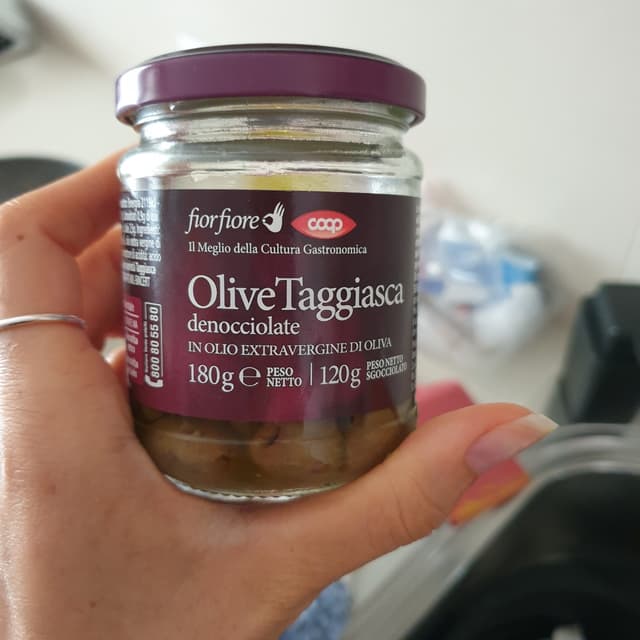 fiorfiore coop
Il Meglio della Cultura Gastronomica
Olive Taggiasca
denocciolate
IN OLIO EXTRAVERGINE DI OLIVA
180g ℮ PESO NETTO | 120g PESO NETTO SGOCCIOLATO
800 80 55 80